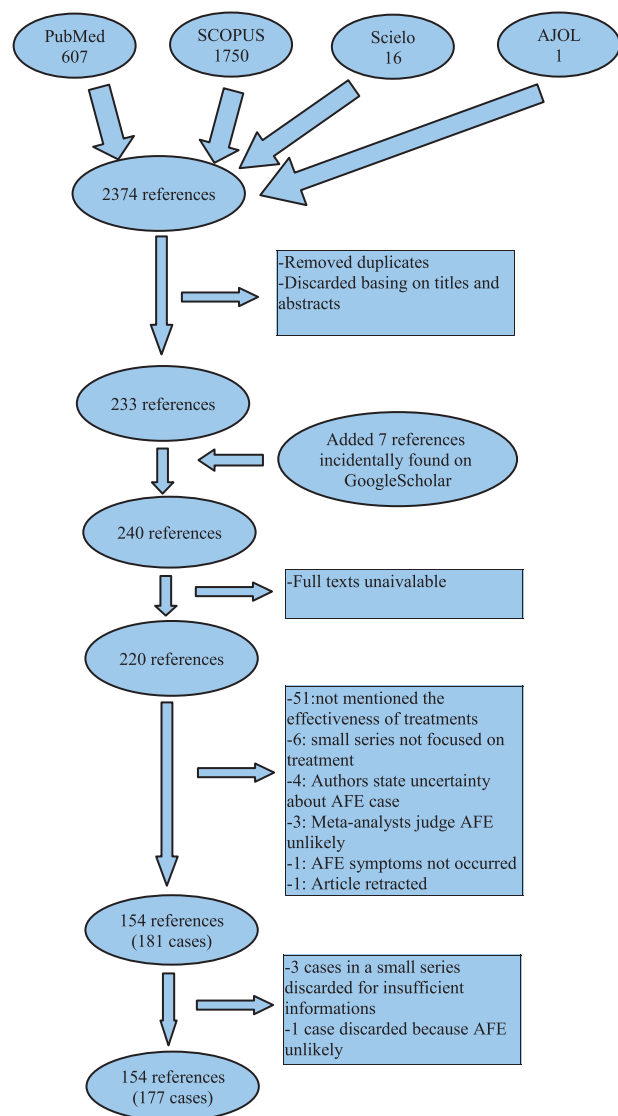 PubMed
607
SCOPUS
1750
Scielo
16
AJOL
1
2374 references
-Removed duplicates
-Discarded basing on titles and
abstracts
233 references
Added 7 references
incidentally found on
GoogleScholar
240 references
-Full texts unaivalable
220 references
-51:not mentioned the
effectiveness of treatments
-6: small series not focused on
treatment
-4: Authors state uncertainty
about AFE case
-3: Meta-analysts judge AFE
unlikely
-1: AFE symptoms not occurred
-1: Article retracted
154 references
(181 cases)
-3 cases in a small series
discarded for insufficient
informations
-1 case discarded because AFE
unlikely
154 references
(177 cases)